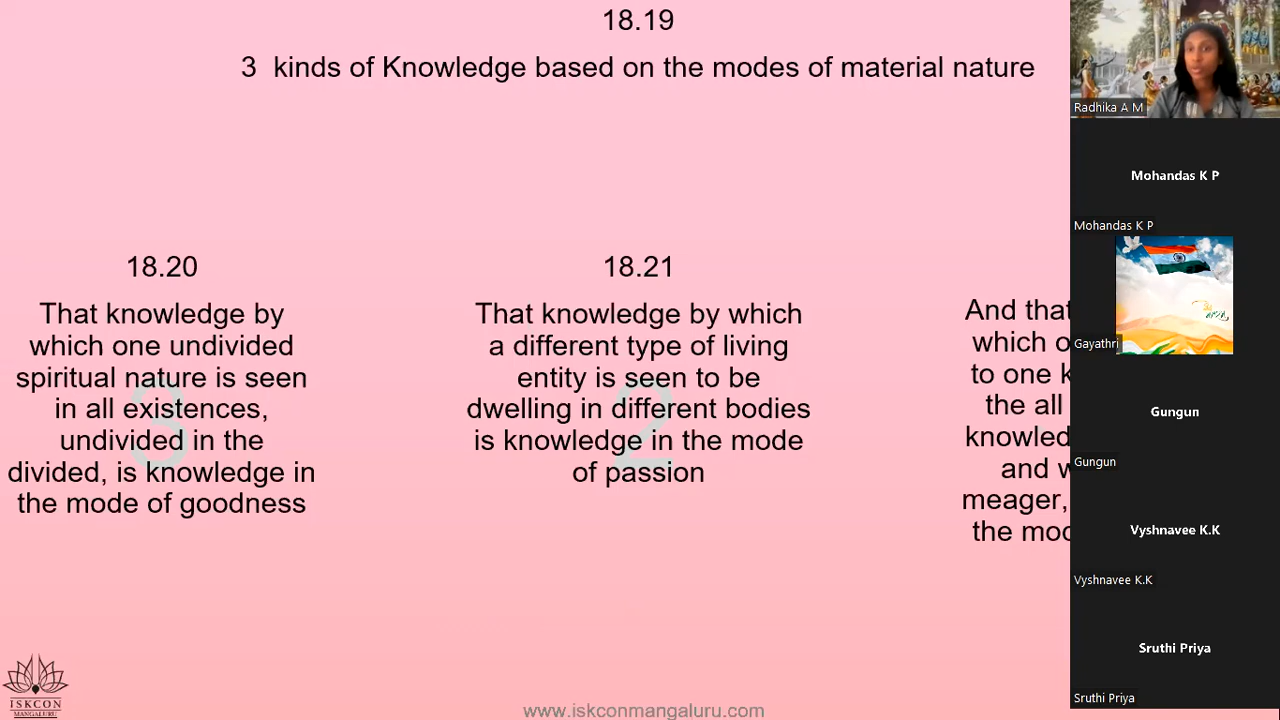 18.19
3 kinds of Knowledge based on the modes of material nature
18.20
That knowledge by
which one undivided
spiritual nature is seen
in all existences,
undivided in the
divided, is knowledge in
the mode of goodness
3
18.21
That knowledge by which
a different type of living
entity is seen to be
dwelling in different bodies
is knowledge in the mode
of passion
2
And that
which
to one
the all
and
meager,
the
ISKCON
MANGALURU
www.iskconmangaluru.com
Radhika A M
Mohandas K P
Mohandas K P
Gayathri
Gungun
Gungun
Vyshnavee K.K
Vyshnavee K.K
Sruthi Priya
Sruthi Priya